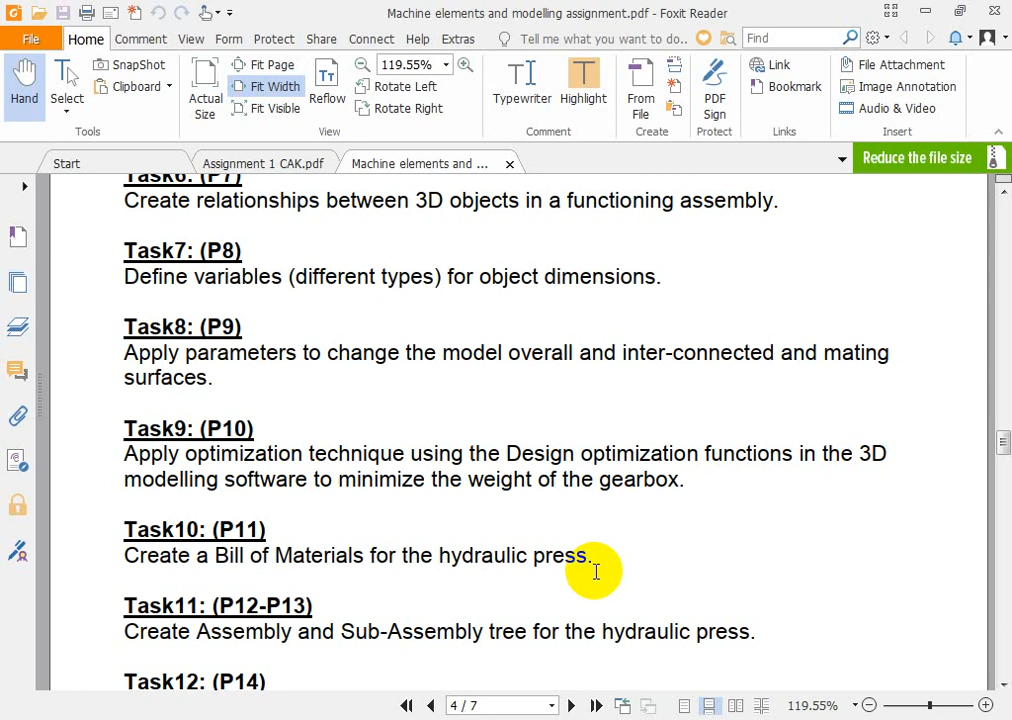 Machine elements and modelling assignment.pdf - Foxit Reader
File Home Comment View Form Protect Share Connect Help Extras Tell me what you want to do.. Find
Hand
Select
SnapShot
Clipboard
Tools
Actual
Size
Fit Page
Fit Width
Fit Visible
Reflow
119.55%
Rotate Left
Rotate Right
View
Typewriter
Highlight
Comment
From
File
Create
PDF
Sign
Protect
Link
Bookmark
Links
File Attachment
Image Annotation
Audio & Video
Insert
Start
Assignment 1 CAK.pdf
Machine elements and ...
Reduce the file size
Task6: (P7)
Create relationships between 3D objects in a functioning assembly.
Task7: (P8)
Define variables (different types) for object dimensions.
Task8: (P9)
Apply parameters to change the model overall and inter-connected and mating
surfaces.
Task9: (P10)
Apply optimization technique using the Design optimization functions in the 3D
modelling software to minimize the weight of the gearbox.
Task10: (P11)
Create a Bill of Materials for the hydraulic press.
Task11: (P12-P13)
Create Assembly and Sub-Assembly tree for the hydraulic press.
Task12: (P14)
4 / 7
119.55%